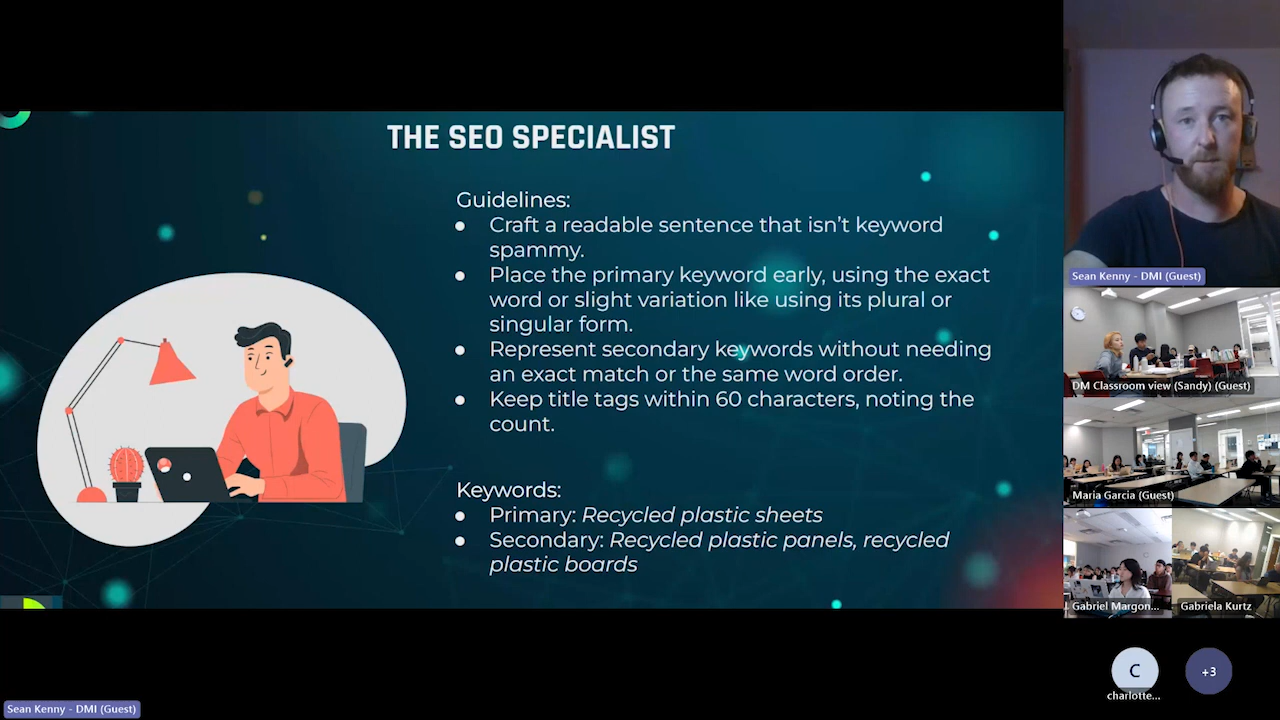 THE SEO SPECIALIST
Guidelines:
● Craft a readable sentence that isn’t keyword
spammy.
● Place the primary keyword early, using the exact
word or slight variation like using its plural or
singular form.
● Represent secondary keywords without needing
an exact match or the same word order.
● Keep title tags within 60 characters, noting the
count.
Keywords:
● Primary: Recycled plastic sheets
● Secondary: Recycled plastic panels, recycled
plastic boards
Sean Kenny - DMI (Guest)
DM Classroom view (Sandy) (Guest)
Maria Garcia (Guest)
Gabriel Margon...
Gabriela Kurtz
C
charlotte...
+3
Sean Kenny - DMI (Guest)